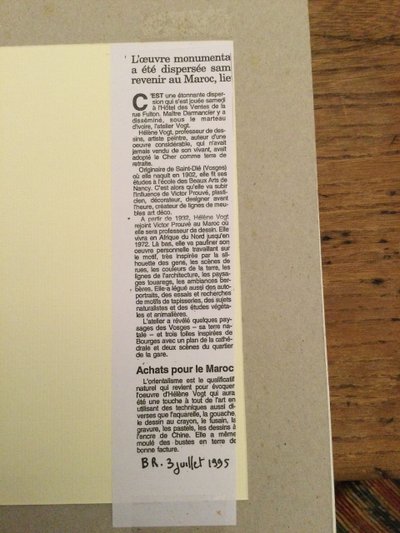 L'œuvre monumenta
a été dispersée sam
revenir au Maroc, lie
C'EST une étonnante disper-
sion qui s'est jouée samedi
à l'Hôtel des Ventes de la
rue Fulton. Maître Darmancier y a
disséminé, sous le marteau
d'ivoire, l'atelier Vogt.
Hélène Vogt, professeur de des-
sins, artiste peintre, auteur d'une
oeuvre considérable, qui n'avait
jamais vendu de son vivant, avait
adopté le Cher comme terre de
retraite.
Originaire de Saint-Dié (Vosges)
où elle naquit en 1902, elle fit ses
études à l'école des Beaux Arts de
Nancy. C'est alors qu'elle va subir
l'influence de Victor Prouvé, plasti-
cien, décorateur, designer avant
l'heure, créateur de lignes de meu-
bles art déco.
A partir de 1932, Hélène Vogt
rejoint Victor Prouvé au Maroc où
elle sera professeur de dessin. Elle
vivra en Afrique du Nord jusqu'en
1972. Là bas, elle va paufiner son
oeuvre personnelle travaillant sur
le motif, très inspirée par la sil-
houette des gens, les scènes de
rues, les couleurs de la terre, les
lignes de l'architecture, les paysa-
ges touaregs, les ambiances ber-
bères. Elle a légué aussi des auto-
portraits, des essais et recherches
de motifs de tapisseries, des sujets
naturalistes et des études végéta-
les et animalières.
L'atelier a révélé quelques pay-
sages des Vosges – sa terre na-
tale – et trois toiles inspirées de
Bourges avec un plan de la cathé-
drale et deux scènes du quartier
de la gare.
Achats pour le Maroc
L'orientalisme est le qualificatif
naturel qui revient pour évoquer
l'oeuvre d'Hélène Vogt qui aura
été une touche à tout de l'art en
utilisant des techniques aussi di-
verses que l'aquarelle, la gouache,
le dessin au crayon, le fusain, la
gravure, les pastels, les dessins à
l'ancre de Chine. Elle a même
moulé des bustes en terre de
bonne facture.
B R. 3 juillet 1995